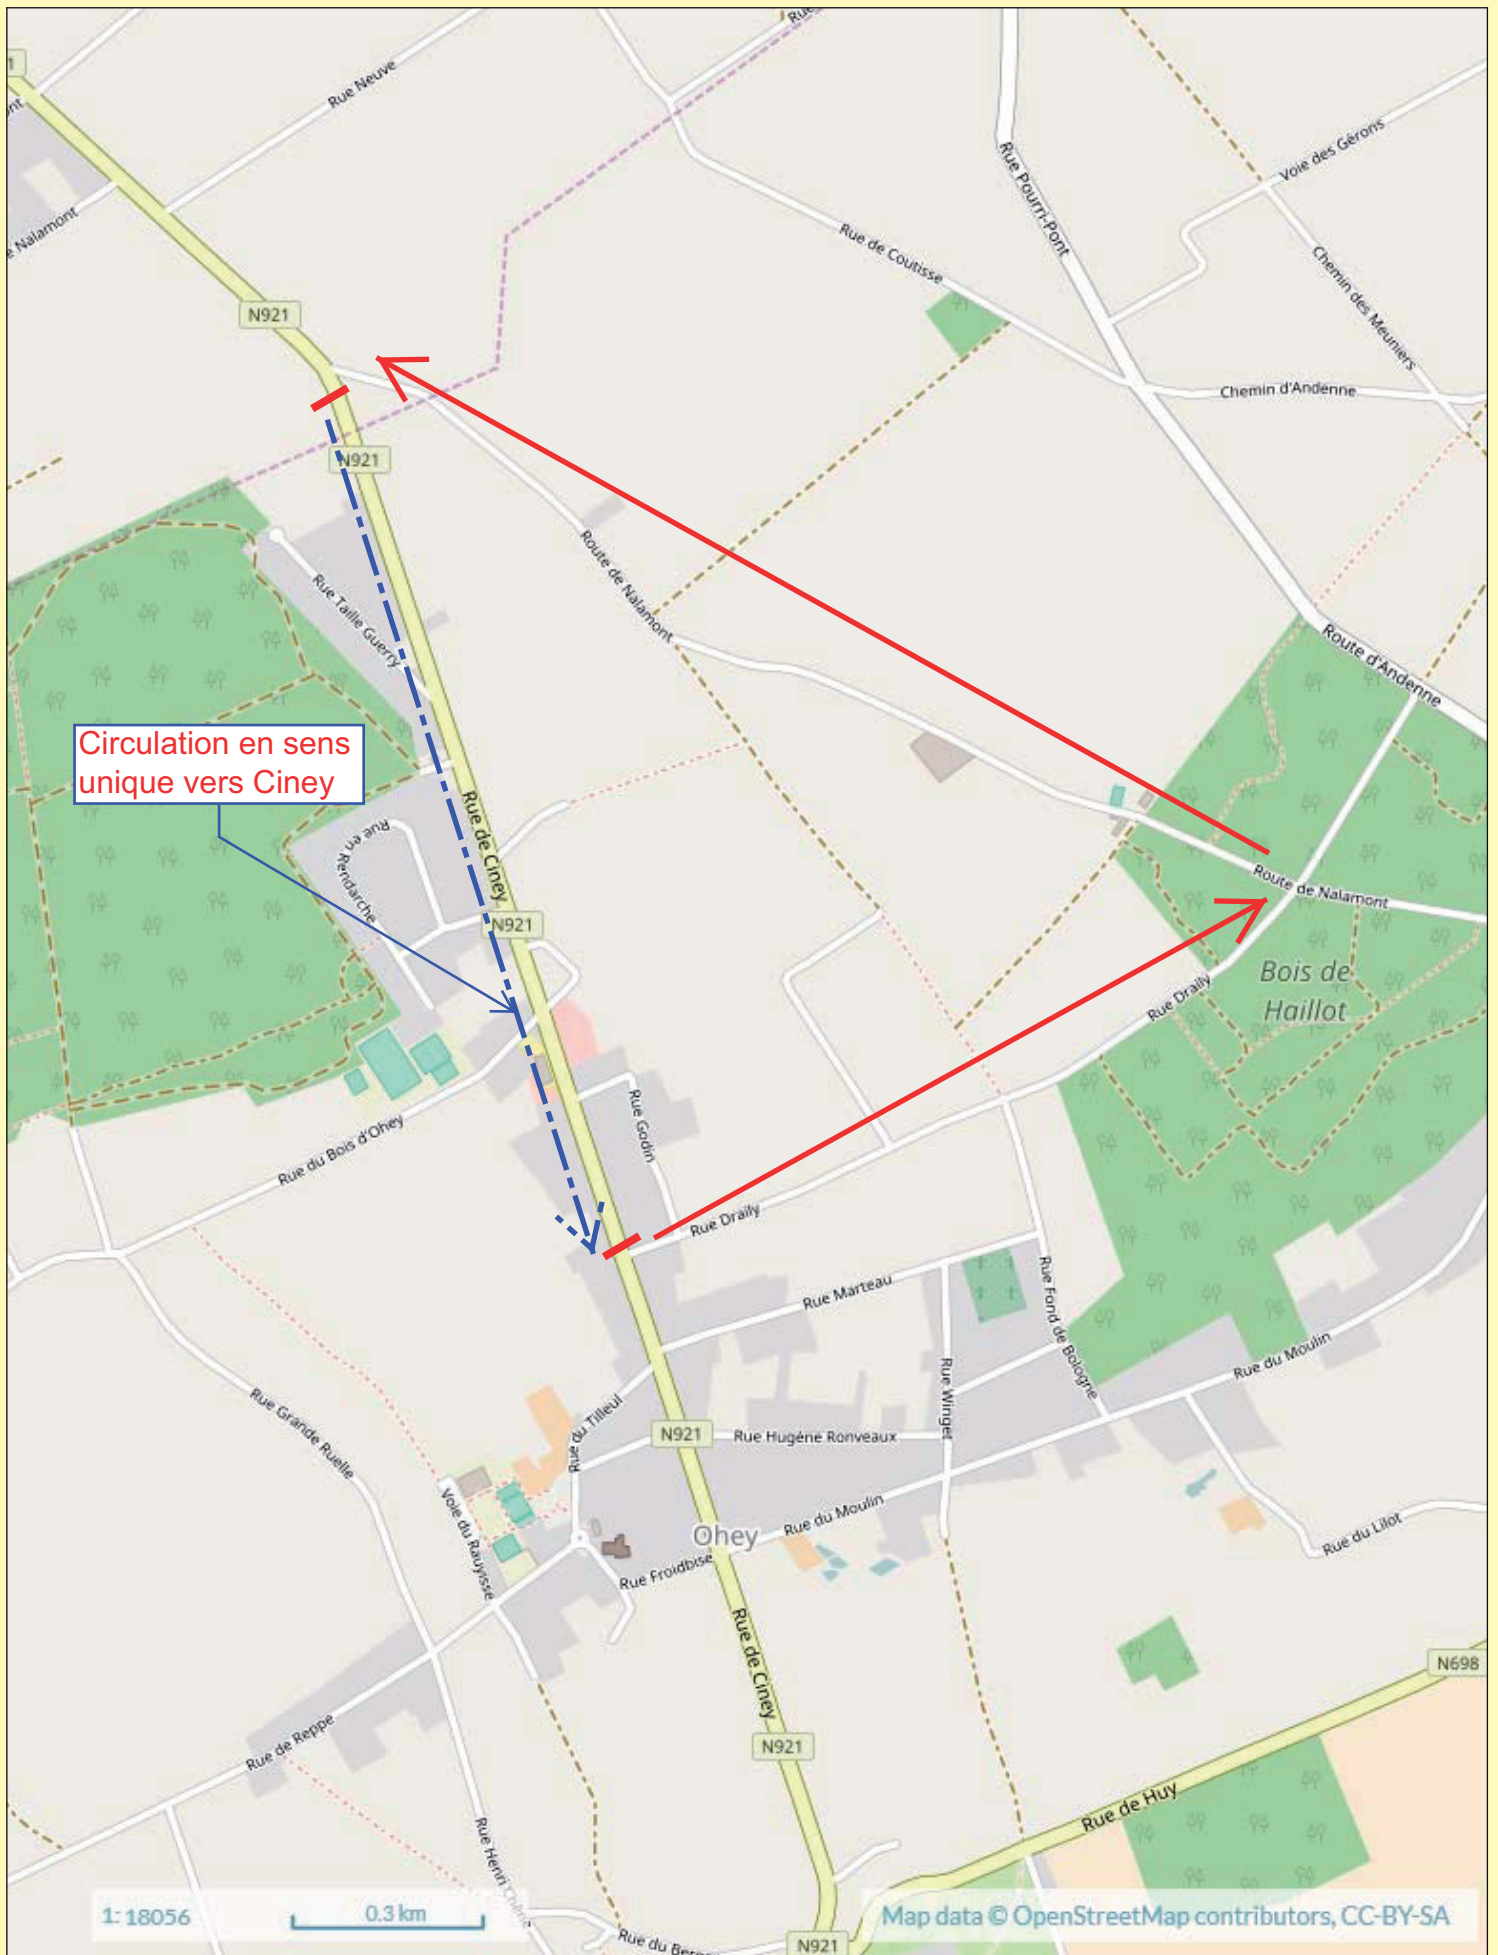 Rue Neuve
Voie des Gérons
Rue Pourri-Pont
Rue de Coutisse
Chemin des Meuniers
N921
Chemin d'Andenne
N921
Route de Nalamont
Rue Taille Guerry
Route d'Andenne
Circulation en sens
unique vers Ciney
Rue de Ciney
Rue en
Rendarche
Route de Nalamont
N921
Bois de
Haillot
Rue Draily
Rue Godin
Rue du Bois d'Ohey
Rue Draily
Rue Marteau
Rue Fond de Bologne
Rue du Moulin
Rue Winget
Rue Grande Ruelle
Rue du Tilleul
N921
Rue Hugéne Ronveaux
Voie du Rauyisse
Rue du Moulin
Ohey
Rue du Lilot
Rue Froidbise
Rue de Ciney
N698
Rue de Reppe
N921
Rue de Huy
Rue Henri
1: 18056
0.3 km
Map data © OpenStreetMap contributors, CC-BY-SA
Rue du
N921